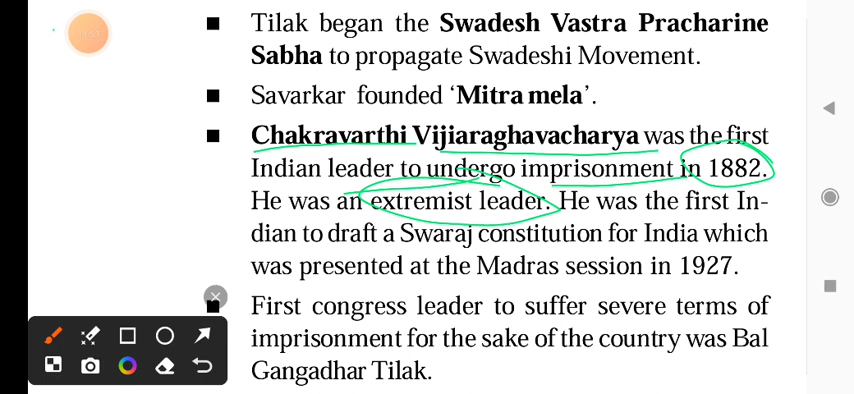 ■ Tilak began the Swadesh Vastra Pracharine
Sabha to propagate Swadeshi Movement.
■ Savarkar founded ‘Mitra mela’.
■ Chakravarthi Vijiaraghavacharya was the first
Indian leader to undergo imprisonment in 1882.
He was an extremist leader. He was the first In-
dian to draft a Swaraj constitution for India which
was presented at the Madras session in 1927.
■ First congress leader to suffer severe terms of
imprisonment for the sake of the country was Bal
Gangadhar Tilak.